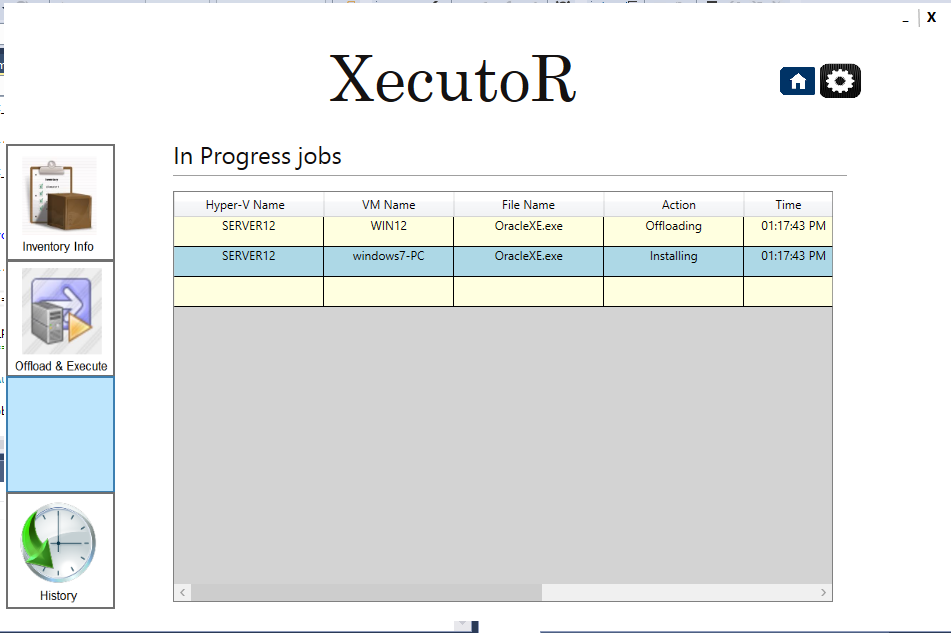 _ X
XecutoR
In Progress jobs
Hyper-V Name VM Name File Name Action Time
SERVER12 WIN12 OracleXE.exe Offloading 01:17:43 PM
SERVER12 windows7-PC OracleXE.exe Installing 01:17:43 PM
Inventory Info
Offload & Execute
History